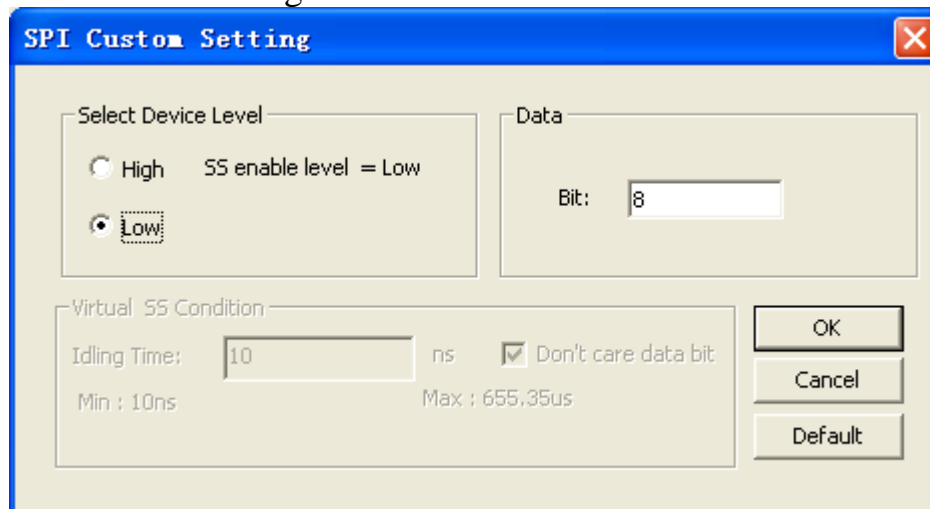 SPI Custom Setting
Select Device Level
High SS enable level = Low
Low
Data
Bit: 8
Virtual SS Condition
Idling Time: 10 ns Don't care data bit
Min : 10ns Max : 655.35us
OK
Cancel
Default